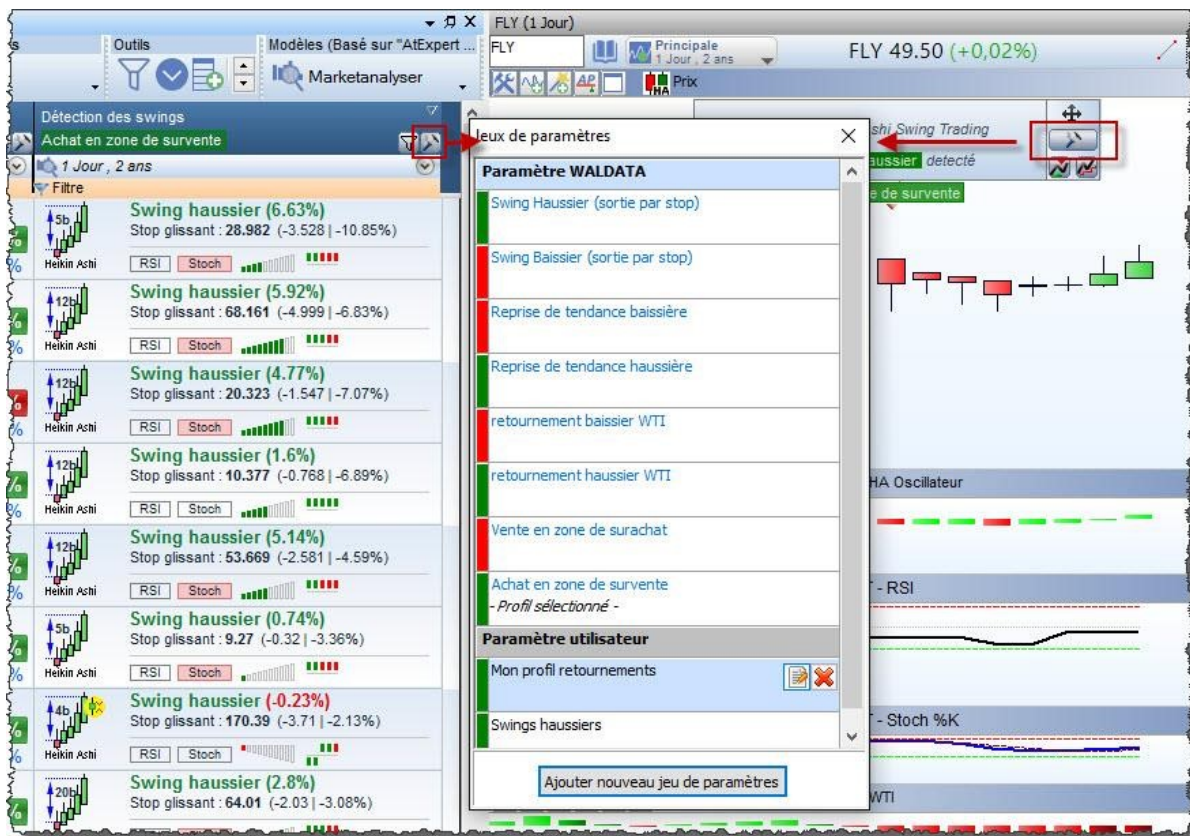 s
Outils
Modèles (Basé sur "AtExpert ...
Marketanalyser
Détection des swings
Achat en zone de survente
1 Jour , 2 ans
Filtre
5b
Heikin Ashi
Swing haussier (6.63%)
Stop glissant : 28.982 (-3.528 | -10.85%)
RSI Stoch
%
%
12b
Heikin Ashi
Swing haussier (5.92%)
Stop glissant : 68.161 (-4.999 | -6.83%)
RSI Stoch
%
%
12b
Heikin Ashi
Swing haussier (4.77%)
Stop glissant : 20.323 (-1.547 | -7.07%)
RSI Stoch
%
%
12b
Heikin Ashi
Swing haussier (1.6%)
Stop glissant : 10.377 (-0.768 | -6.89%)
RSI Stoch
%
%
12b
Heikin Ashi
Swing haussier (5.14%)
Stop glissant : 53.669 (-2.581 | -4.59%)
RSI Stoch
%
%
5b
Heikin Ashi
Swing haussier (0.74%)
Stop glissant : 9.27 (-0.32 | -3.36%)
RSI Stoch
%
%
4b
Heikin Ashi
Swing haussier (-0.23%)
Stop glissant : 170.39 (-3.71 | -2.13%)
RSI Stoch
%
%
20b
Swing haussier (2.8%)
Stop glissant : 64.01 (-2.03 | -3.08%)
%
Jeux de paramètres
Paramètre WALDATA
Swing Haussier (sortie par stop)
Swing Baissier (sortie par stop)
Reprise de tendance baissière
Reprise de tendance haussière
retournement baissier WTI
retournement haussier WTI
Vente en zone de surachat
Achat en zone de survente
- Profil sélectionné -
Paramètre utilisateur
Mon profil retournements
Swings haussiers
Ajouter nouveau jeu de paramètres
FLY (1 Jour)
FLY
Principale
1 Jour , 2 ans
FLY 49.50 (+0,02%)
HA
Prix
shi Swing Trading
aussier detecté
e de survente
HA Oscillateur
- RSI
- Stoch %K
WTI